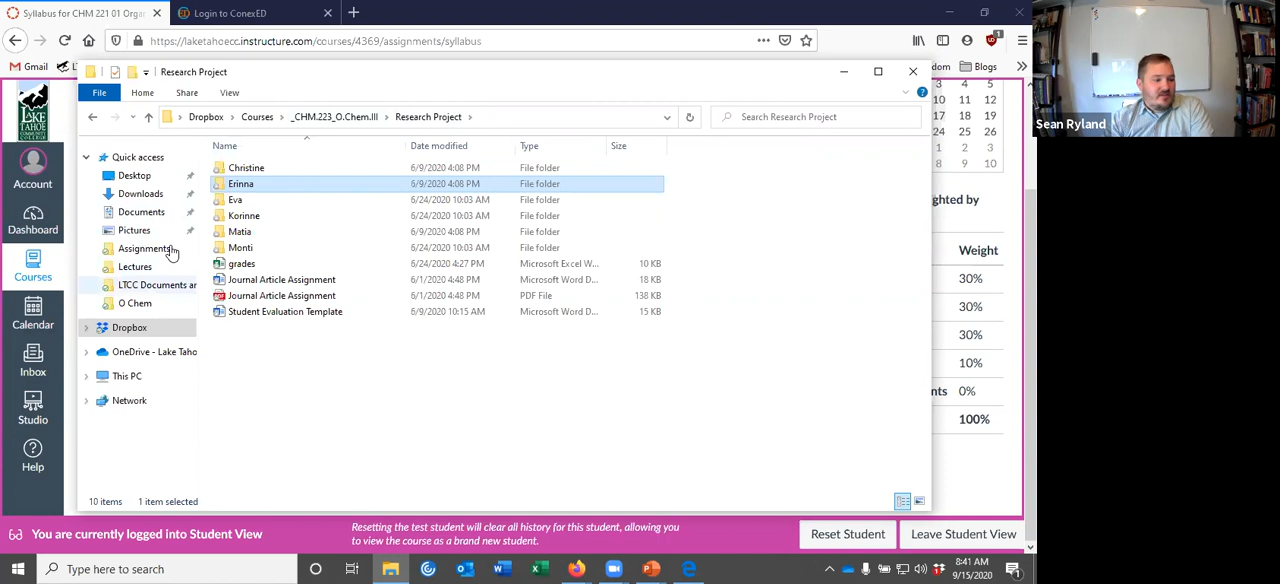 Syllabus for CHM 221 01 Organ
Login to ConexED
https://laketahoecc.instructure.com/courses/4369/assignments/syllabus
Gmail
dom
Blogs
Research Project
File
Home
Share
View
Dropbox
Courses
_CHM.223_O.Chem.III
Research Project
Search Research Project
Name
Date modified
Type
Size
Quick access
Desktop
Downloads
Documents
Pictures
Assignments
Lectures
LTCC Documents ar
O Chem
Dropbox
OneDrive - Lake Taho
This PC
Network
Christine 6/9/2020 4:08 PM File folder
Erinna 6/9/2020 4:08 PM File folder
Eva 6/24/2020 10:03 AM File folder
Korinne 6/24/2020 10:03 AM File folder
Matia 6/9/2020 4:08 PM File folder
Monti 6/24/2020 10:03 AM File folder
grades 6/24/2020 4:27 PM Microsoft Excel W... 10 KB
Journal Article Assignment 6/1/2020 4:48 PM Microsoft Word D... 18 KB
Journal Article Assignment 6/1/2020 4:48 PM PDF File 138 KB
Student Evaluation Template 6/9/2020 10:15 AM Microsoft Word D... 15 KB
10 items 1 item selected
LAKE
TAHOE
Account
Dashboard
Courses
Calendar
Inbox
Studio
Help
3 4 5
10 11 12
17 18 19
24 25 26
1 2 3
8 9 10
ighted by
Weight
30%
30%
30%
10%
nts 0%
100%
You are currently logged into Student View
Resetting the test student will clear all history for this student, allowing you
to view the course as a brand new student.
Reset Student
Leave Student View
Type here to search
8:41 AM
9/15/2020
Sean Ryland